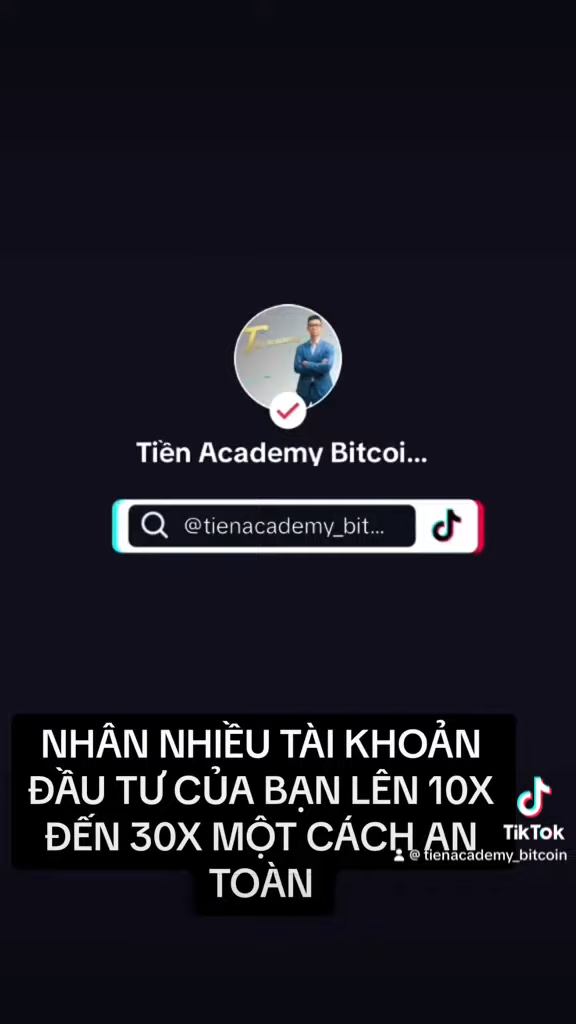 Tiền Academy Bitcoi...
@tienacademy_bit...
NHÂN NHIỀU TÀI KHOẢN
ĐẦU TƯ CỦA BẠN LÊN 10X
ĐẾN 30X MỘT CÁCH AN
TOÀN
TikTok
@tienacademy_bitcoin